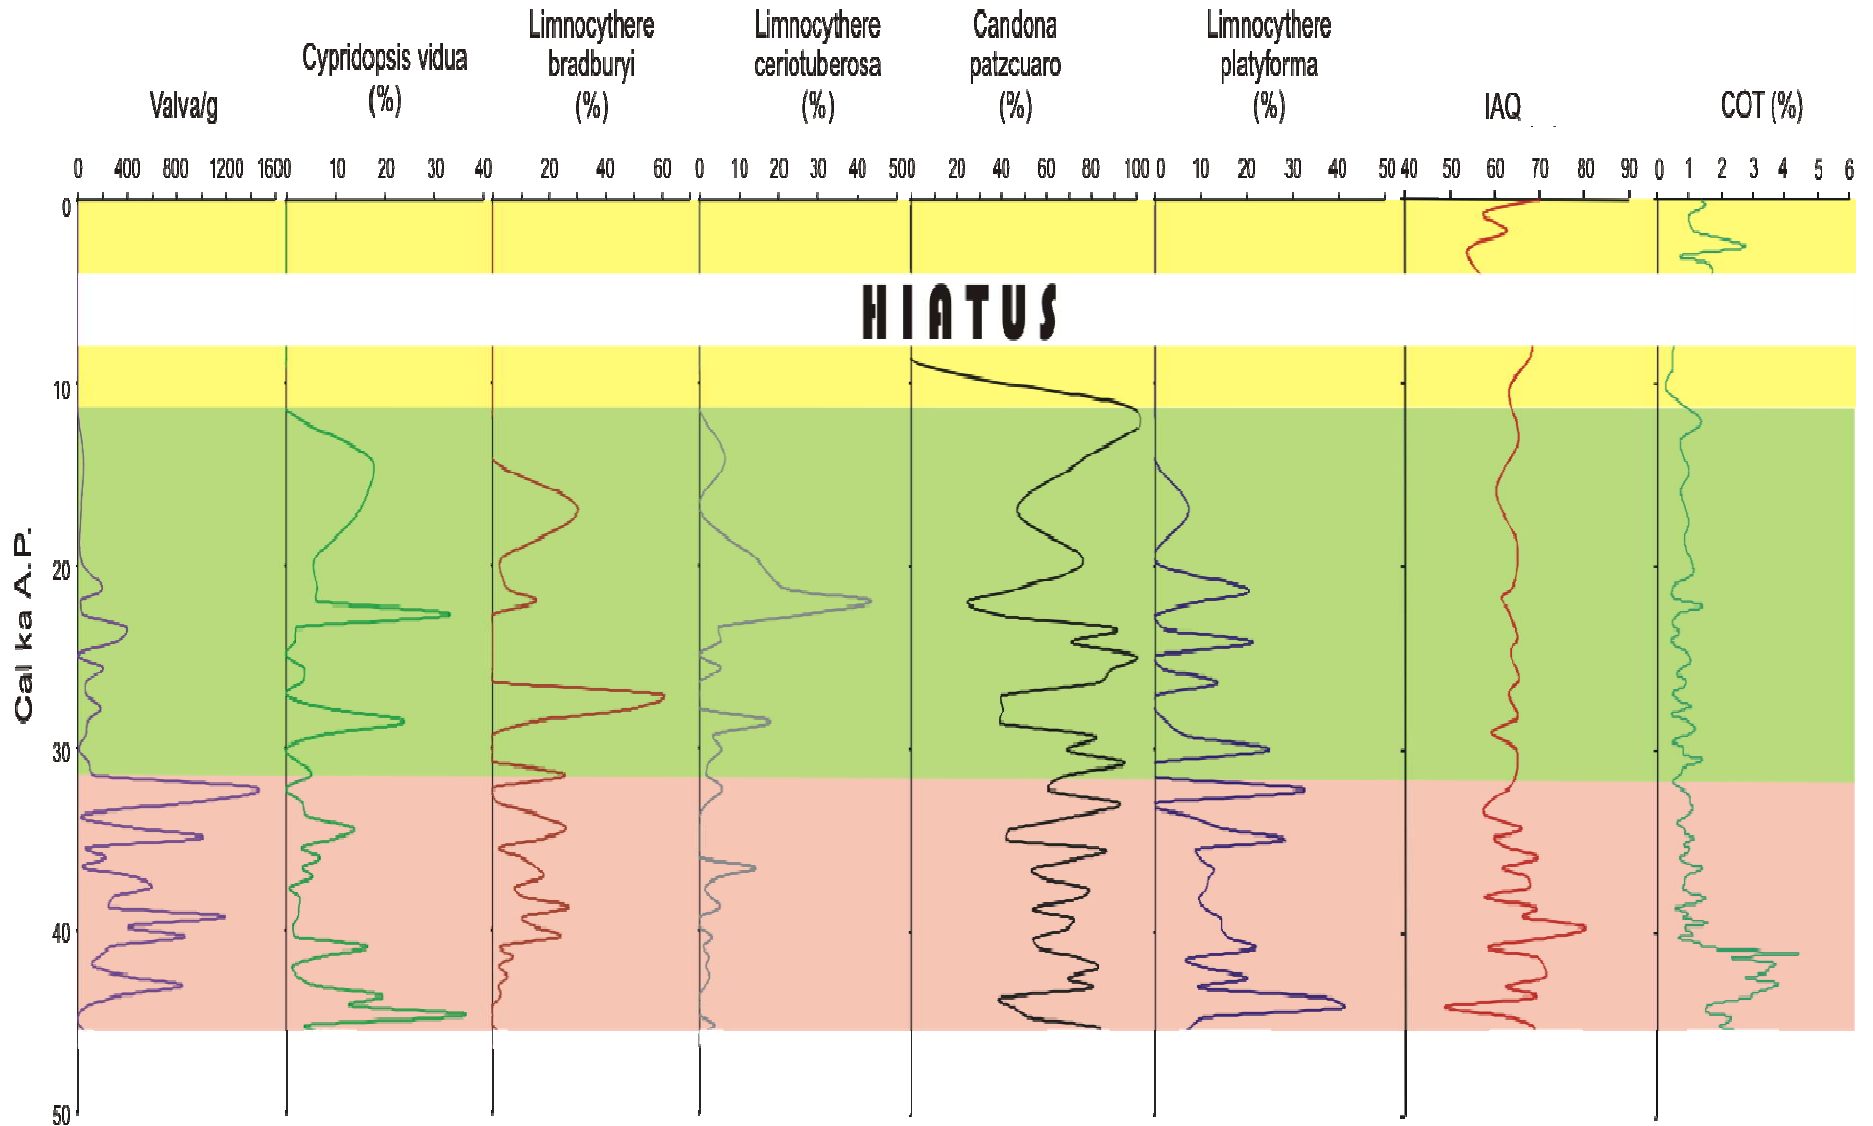 Limnocythere Limnocythere Candona Limnocythere
Cypridopsis vidua bradburyi ceriotuberosa patzcuaro platyforma
Valva/g (%) (%) (%) (%) (%) IAQ COT (%)
0 400 800 1200 1600 10 20 30 40 20 40 60 0 10 20 30 40 500 20 40 60 80 100 0 10 20 30 40 50 40 50 60 70 80 90 0 1 2 3 4 5 6
0
HIATUS
10
20
Cal ka A.P.
30
40
50